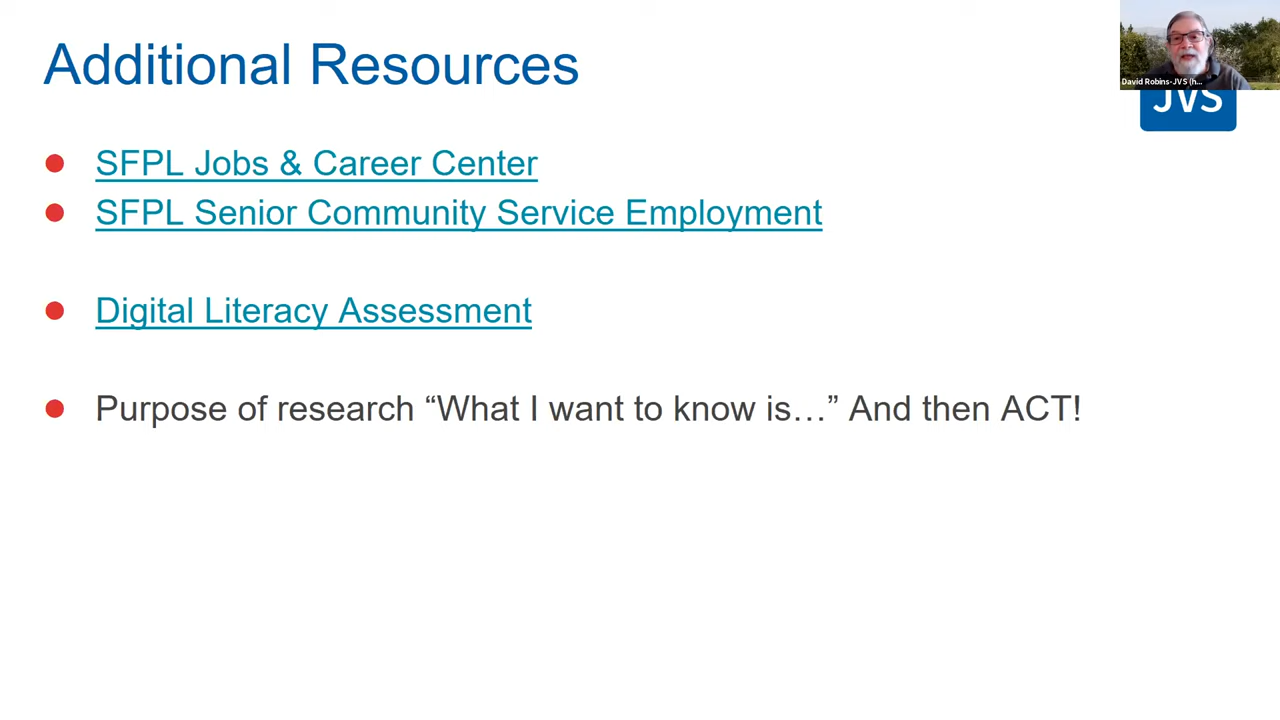 Additional Resources
David Robins-JVS (h...
JVS
SFPL Jobs & Career Center
SFPL Senior Community Service Employment
Digital Literacy Assessment
Purpose of research “What I want to know is…” And then ACT!